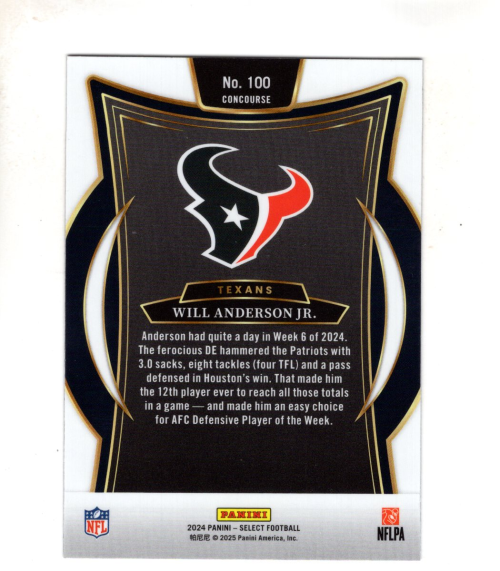 No. 100
CONCOURSE
TEXANS
WILL ANDERSON JR.
Anderson had quite a day in Week 6 of 2024.
The ferocious DE hammered the Patriots with
3.0 sacks, eight tackles (four TFL) and a pass
defensed in Houston's win. That made him
the 12th player ever to reach all those totals
in a game — and made him an easy choice
for AFC Defensive Player of the Week.
NFL
PANINI
2024 PANINI – SELECT FOOTBALL
帕尼尼 © 2025 Panini America, Inc.
NFLPA